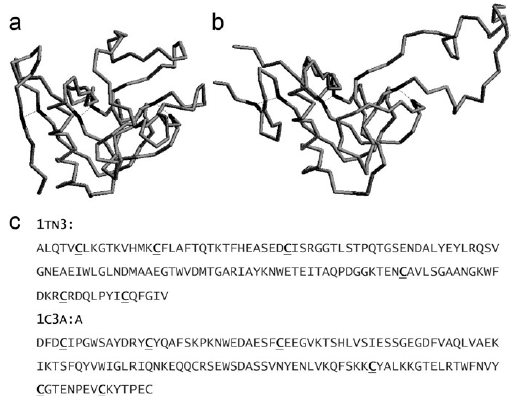 a b
c 1TN3:
ALQTVCLKGTKVHMKCFLAFTQTKTFHEASEDCISRGGTLSTPQTGSENDALYEYLRQSV
GNEAEIWLGLNDMAAEGTWVDMTGARIAYKNWETEITAQPDGGKTENCAVLSGAANGKWF
DKRCRDQLPYICQFGIV
1C3A:A
DFDCIPGWSAYDRYCYQAFSKPKNWEDAESFCEEGVKTSHLVSIESSGEGDFVAQLVAEK
IKTSFQYVWIGLRIQNKEQQCRSEWSDASSVNYENLVKQFSKKCYALKKGTELRTWFNVY
CGTENPEVCKYTPEC